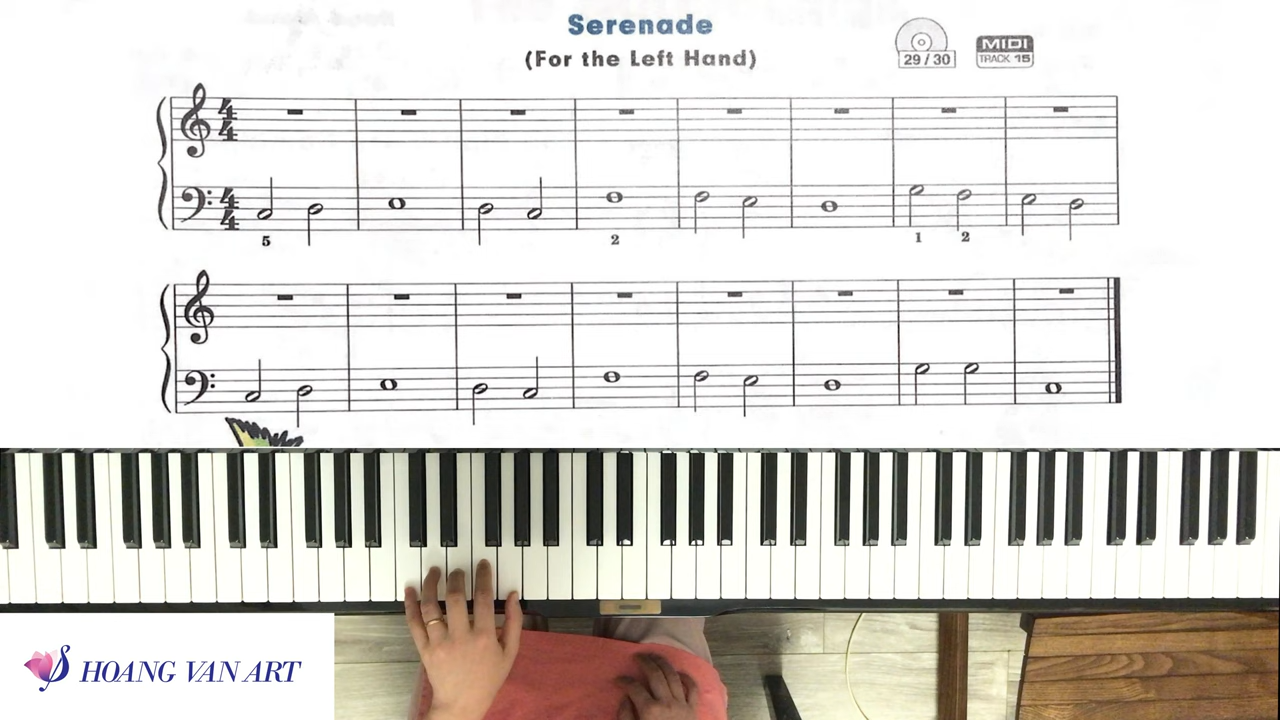 Serenade
(For the Left Hand)
29 / 30
MIDI
TRACK 15
4
4
4
4
5
2
1
2
HOANG VAN ART